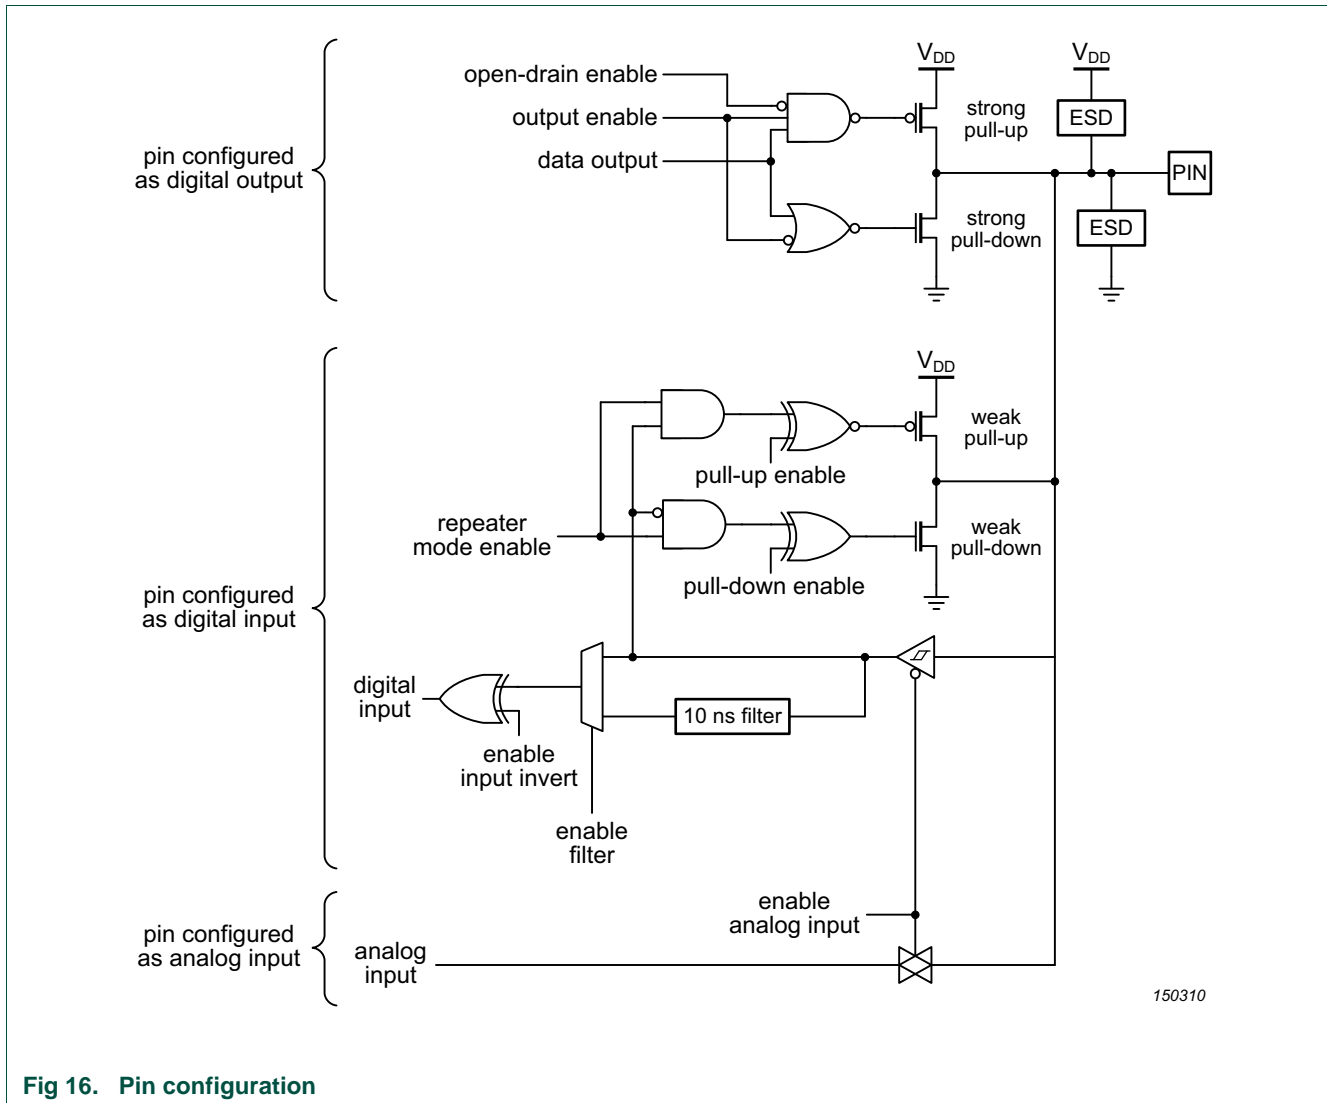 VDD
VDD
open-drain enable
strong
pull-up
ESD
output enable
data output
pin configured
as digital output
PIN
strong
pull-down
ESD
VDD
weak
pull-up
pull-up enable
repeater
mode enable
weak
pull-down
pull-down enable
pin configured
as digital input
digital
input
10 ns filter
enable
input invert
enable
filter
enable
analog input
pin configured
as analog input
analog
input
150310
Fig 16. Pin configuration